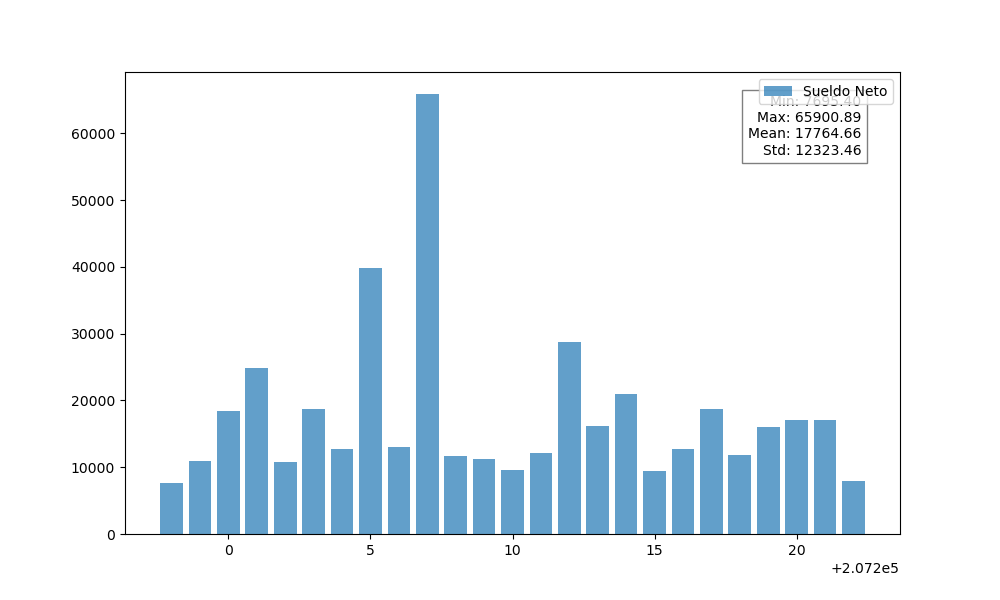 Sueldo Neto
Min: 7695.40
Max: 65900.89
Mean: 17764.66
Std: 12323.46
60000
50000
40000
30000
20000
10000
0
0 5 10 15 20
+2.072e5